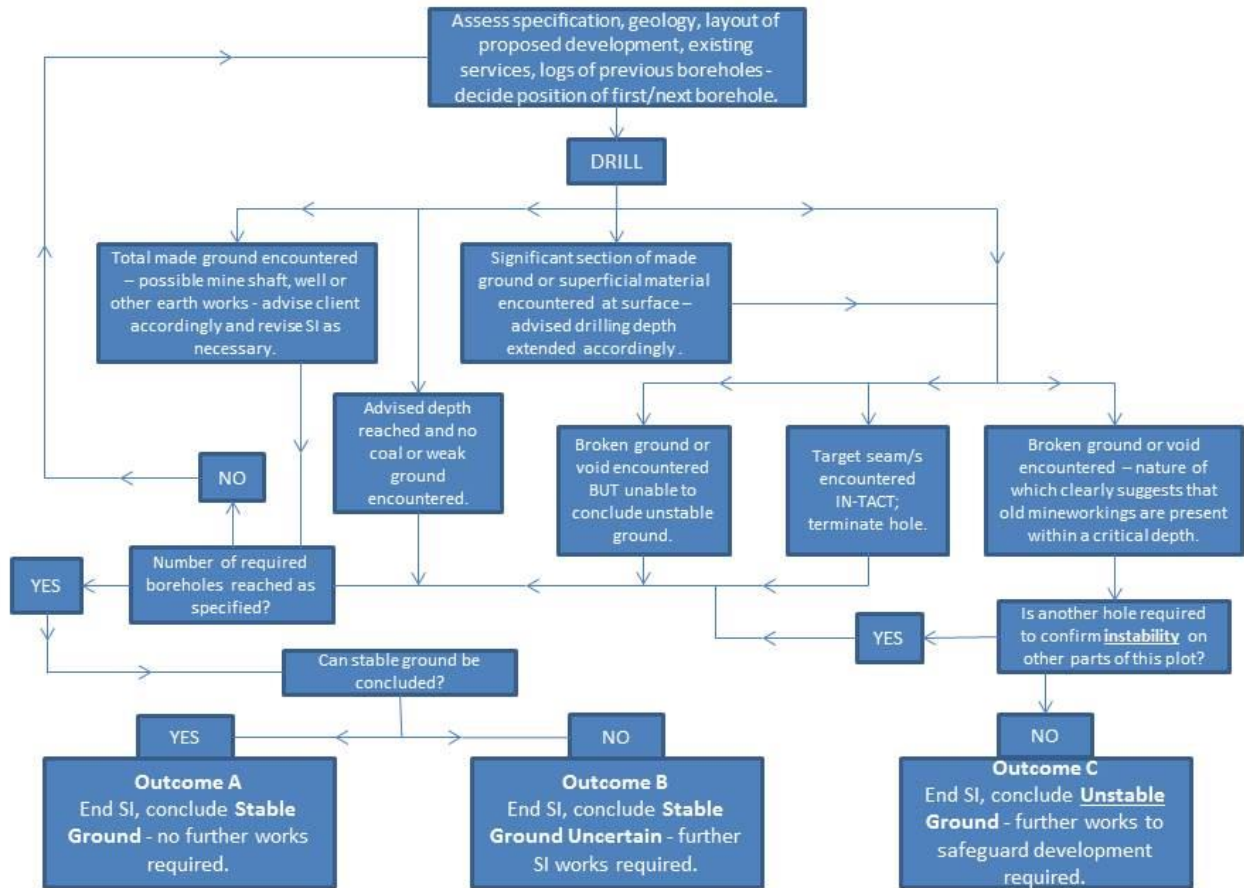 Assess specification, geology, layout of
proposed development, existing
services, logs of previous boreholes -
decide position of first/next borehole.
DRILL
Total made ground encountered
– possible mine shaft, well or
other earth works - advise client
accordingly and revise SI as
necessary.
Significant section of made
ground or superficial material
encountered at surface –
advised drilling depth
extended accordingly .
Advised depth
reached and no
coal or weak
ground
encountered.
Broken ground or
void encountered
BUT unable to
conclude unstable
ground.
Target seam/s
encountered
IN-TACT;
terminate hole.
Broken ground or void
encountered – nature of
which clearly suggests that
old mineworkings are present
within a critical depth.
NO
Number of required
boreholes reached as
specified?
YES
Is another hole required
to confirm instability on
other parts of this plot?
YES
Can stable ground be
concluded?
YES
NO
NO
Outcome A
End SI, conclude Stable
Ground - no further works
required.
Outcome B
End SI, conclude Stable
Ground Uncertain - further
SI works required.
Outcome C
End SI, conclude Unstable
Ground - further works to
safeguard development
required.